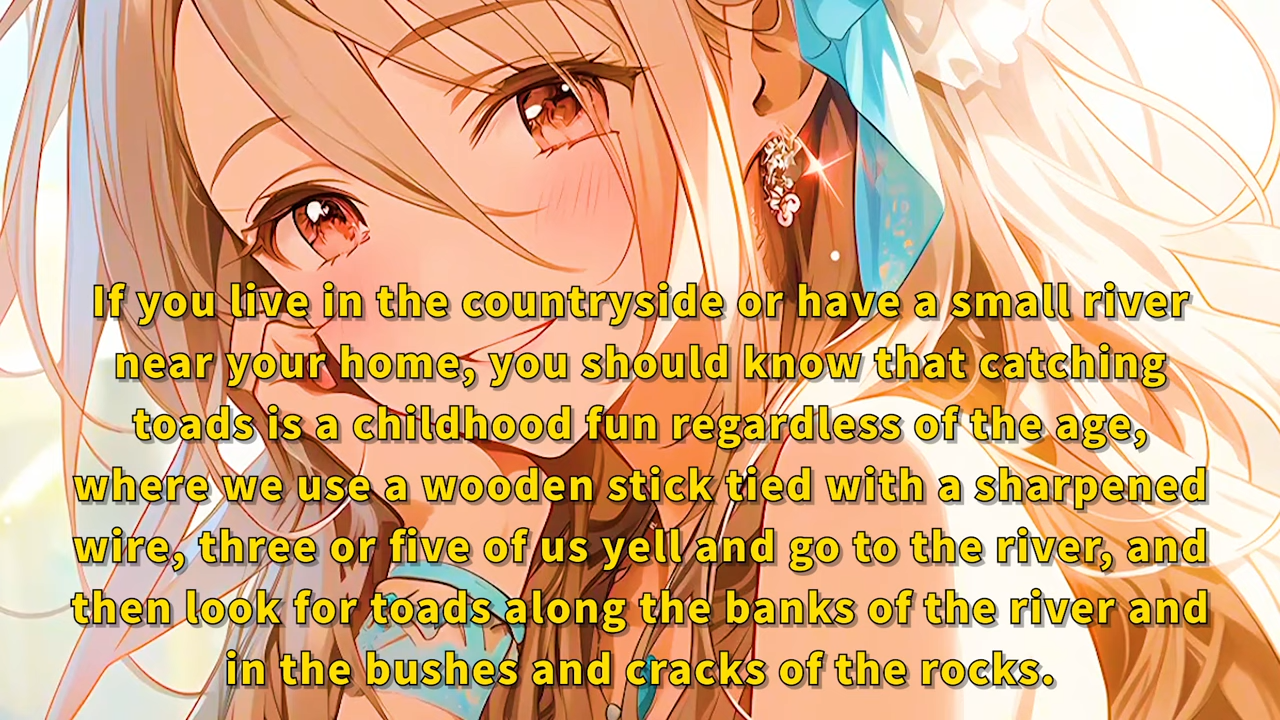 If you live in the countryside or have a small river
near your home, you should know that catching
toads is a childhood fun regardless of the age,
where we use a wooden stick tied with a sharpened
wire, three or five of us yell and go to the river, and
then look for toads along the banks of the river and
in the bushes and cracks of the rocks.